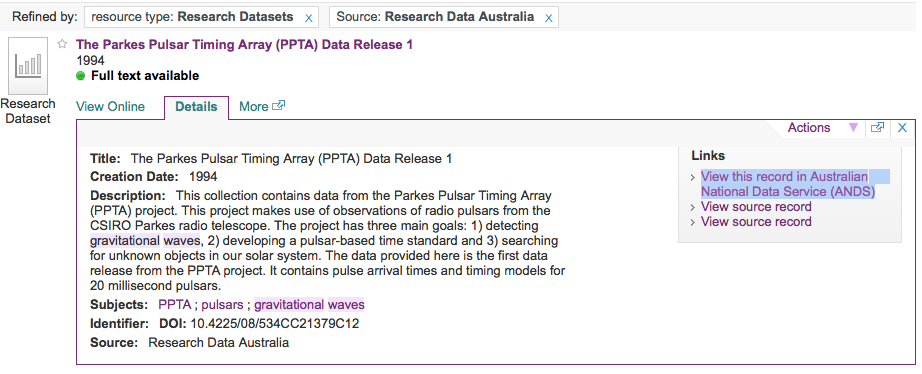 Refined by: resource type: Research Datasets x Source: Research Data Australia x
The Parkes Pulsar Timing Array (PPTA) Data Release 1
1994
Full text available
Research
Dataset
View Online Details More
Actions X
Title: The Parkes Pulsar Timing Array (PPTA) Data Release 1
Creation Date: 1994
Description: This collection contains data from the Parkes Pulsar Timing Array
(PPTA) project. This project makes use of observations of radio pulsars from the
CSIRO Parkes radio telescope. The project has three main goals: 1) detecting
gravitational waves, 2) developing a pulsar-based time standard and 3) searching
for unknown objects in our solar system. The data provided here is the first data
release from the PPTA project. It contains pulse arrival times and timing models for
20 millisecond pulsars.
Subjects: PPTA ; pulsars ; gravitational waves
Identifier: DOI: 10.4225/08/534CC21379C12
Source: Research Data Australia
Links
> View this record in Australian
National Data Service (ANDS)
> View source record
> View source record